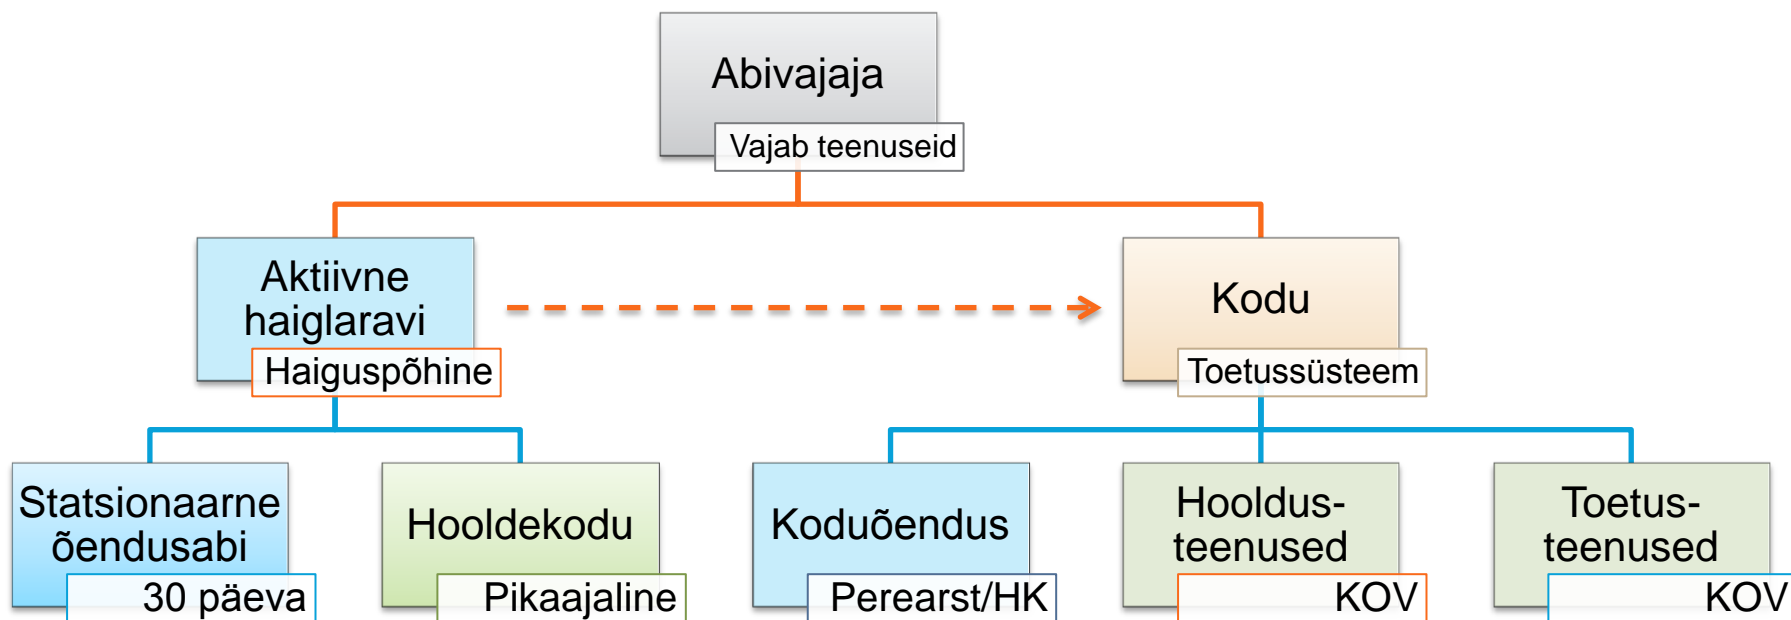 Abivajaja
Vajab teenuseid
Aktiivne
haiglaravi
Haiguspõhine
Kodu
Toetussüsteem
Statsionaarne
õendusabi
30 päeva
Hooldekodu
Pikaajaline
Koduõendus
Perearst/HK
Hooldus-
teenused
KOV
Toetus-
teenused
KOV